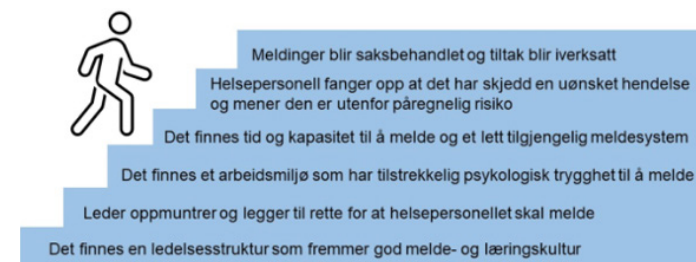 Meldinger blir saksbehandlet og tiltak blir iverksatt
Helsepersonell fanger opp at det har skjedd en uønsket hendelse
og mener den er utenfor påregnelig risiko
Det finnes tid og kapasitet til å melde og et lett tilgjengelig meldesystem
Det finnes et arbeidsmiljø som har tilstrekkelig psykologisk trygghet til å melde
Leder oppmuntrer og legger til rette for at helsepersonellet skal melde
Det finnes en ledelsesstruktur som fremmer god melde- og læringskultur